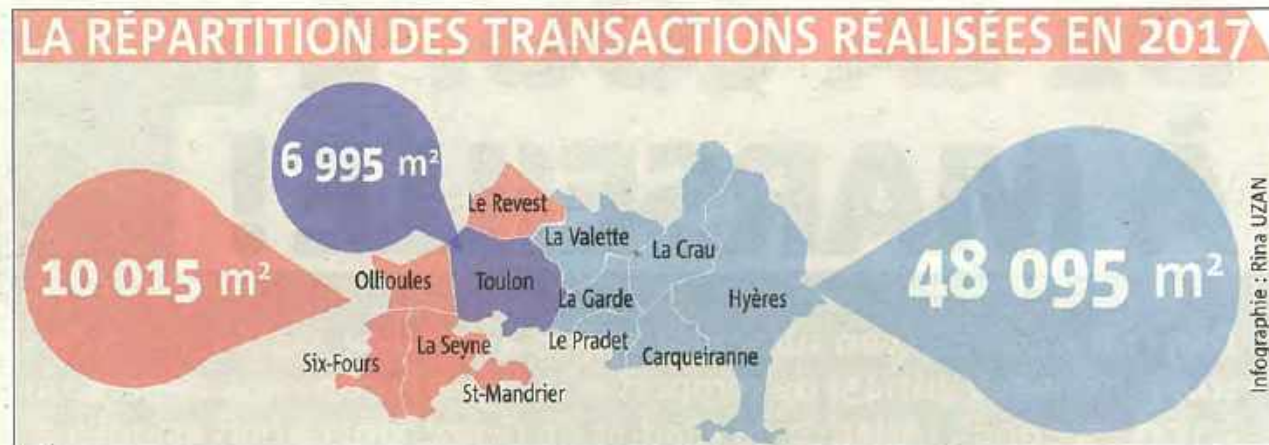 LA RÉPARTITION DES TRANSACTIONS RÉALISÉES EN 2017
6 995 m²
10 015 m²
48 095 m²
Le Revest
La Valette
La Crau
Ollioules
Toulon
La Garde
Hyères
Le Pradet
Six-Fours
La Seyne
Carqueiranne
St-Mandrier
Infographie : Rina UZAN